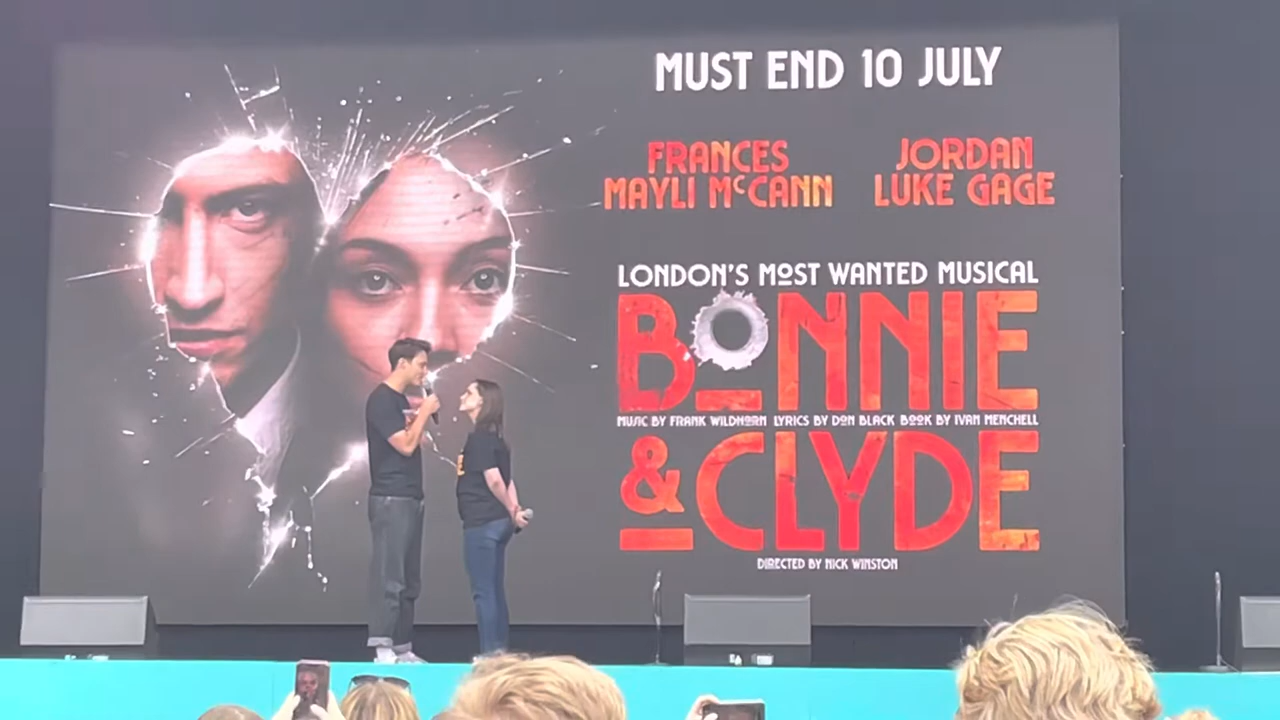 MUST END 10 JULY
FRANCES
MAYLI McCANN
JORDAN
LUKE GAGE
LONDON'S MOST WANTED MUSICAL
BONNIE
MUSIC BY FRANK WILDHORN LYRICS BY DON BLACK BOOK BY IVAN MENCHELL
& CLYDE
DIRECTED BY NICK WINSTON